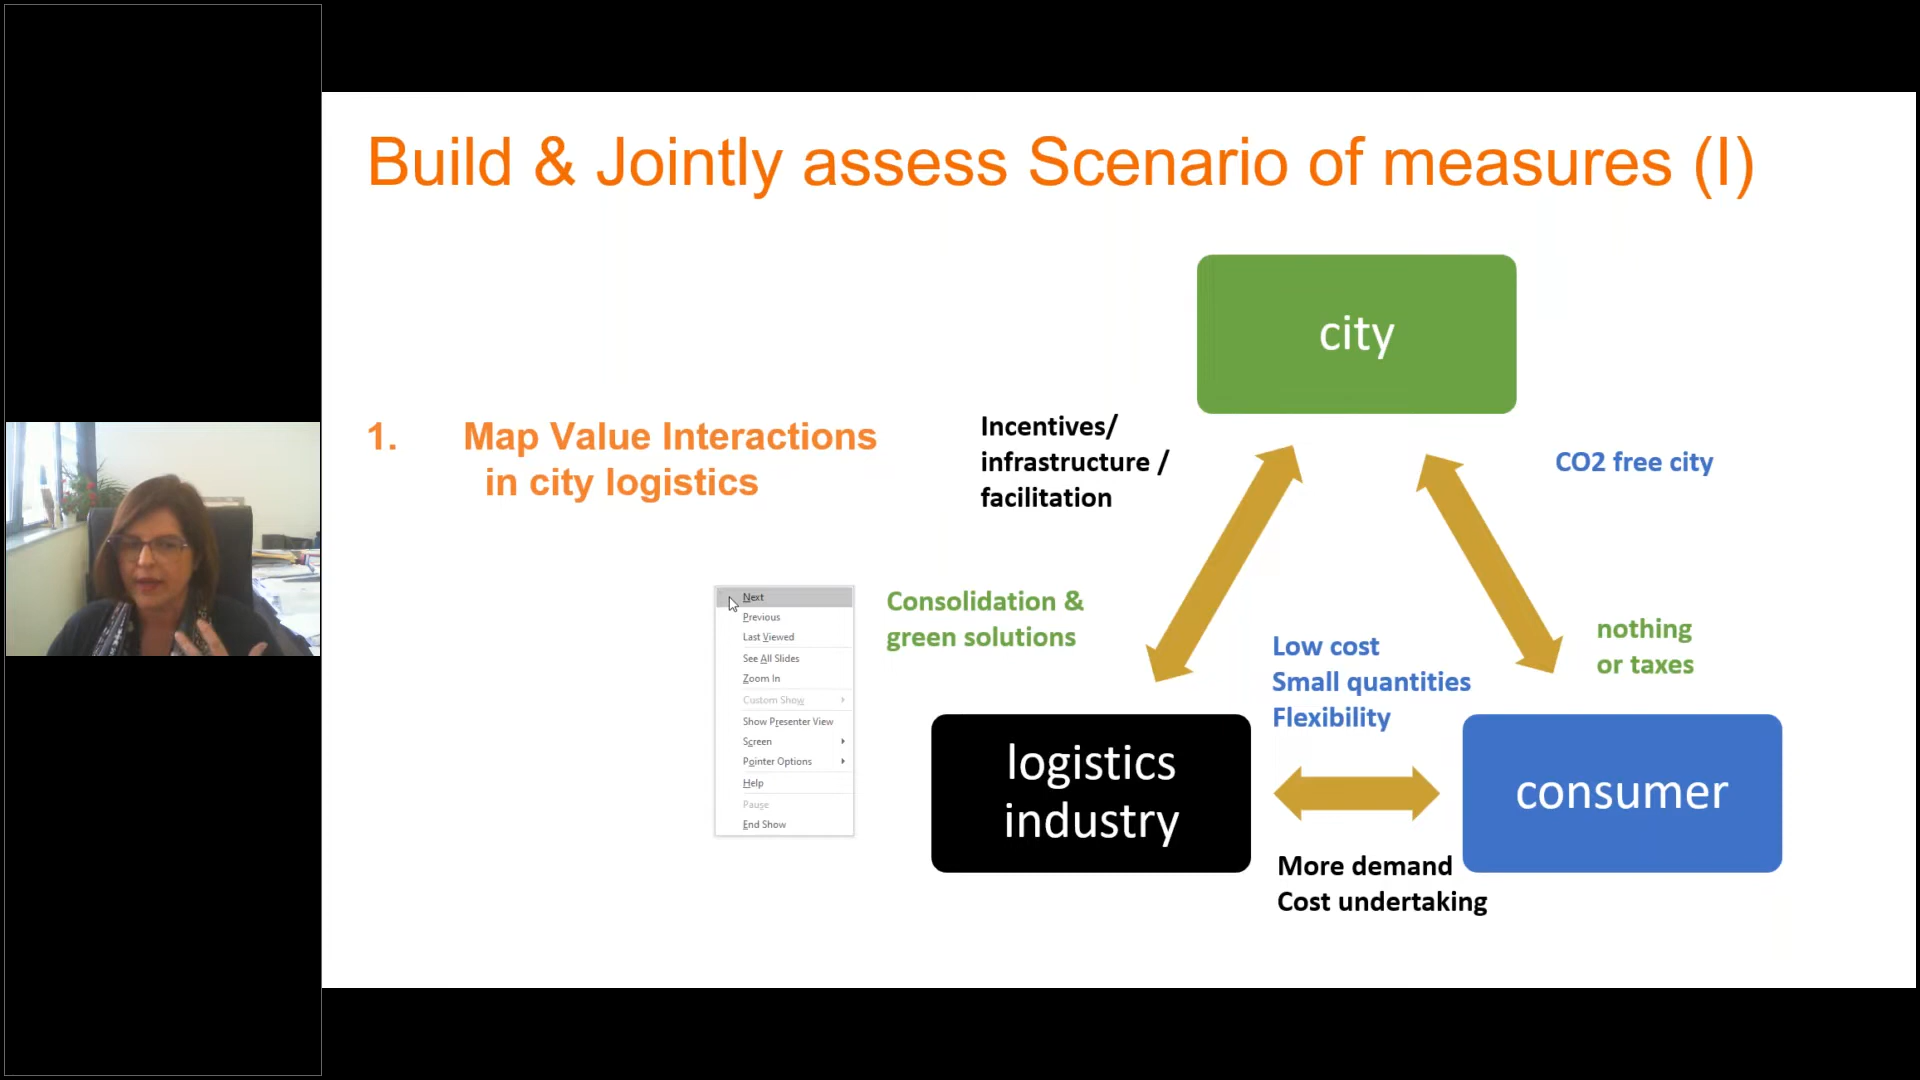 Build & Jointly assess Scenario of measures (I)
1. Map Value Interactions
in city logistics
city
Incentives/
infrastructure /
facilitation
CO2 free city
Consolidation &
green solutions
nothing
or taxes
Low cost
Small quantities
Flexibility
logistics
industry
consumer
More demand
Cost undertaking
Next
Previous
Last Viewed
See All Slides
Zoom In
Custom Show
Show Presenter View
Screen
Pointer Options
Help
Pause
End Show